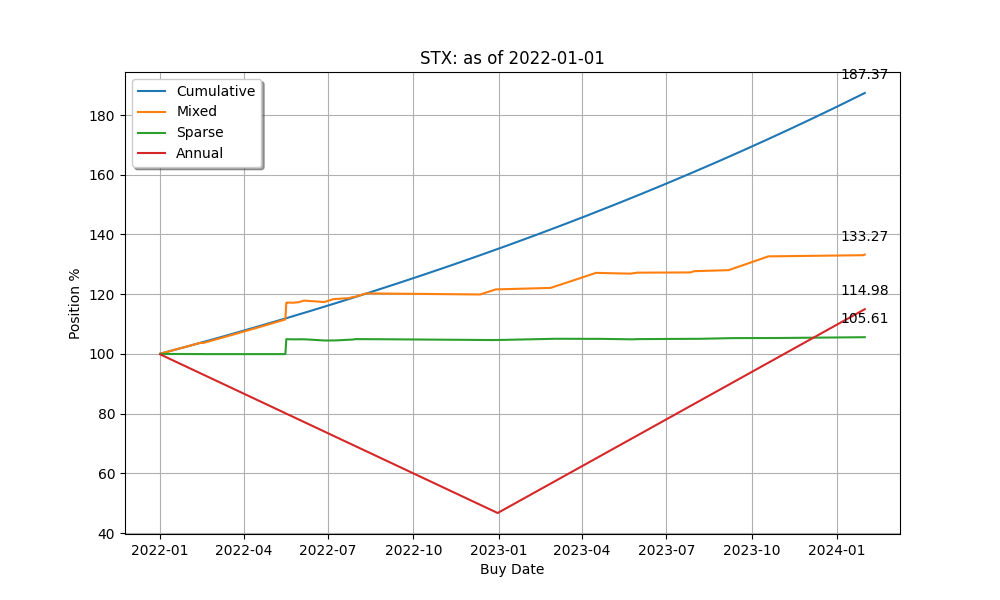 STX: as of 2022-01-01
187.37
Cumulative
Mixed
Sparse
Annual
180
160
140
133.27
120
114.98
105.61
100
80
60
40
Position %
2022-01 2022-04 2022-07 2022-10 2023-01 2023-04 2023-07 2023-10 2024-01
Buy Date